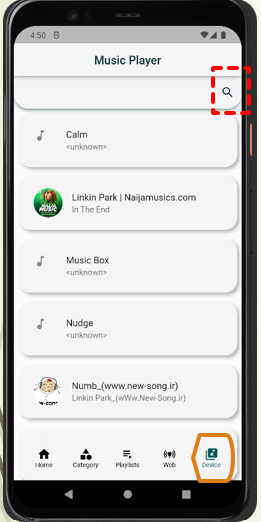 4:50
Music Player
Calm
<unknown>
Linkin Park | Naijamusics.com
In The End
Music Box
<unknown>
Nudge
<unknown>
Numb_(www.new-song.ir)
Linkin Park_(wWw.New-Song.ir)
Home Category Playlists Web Device